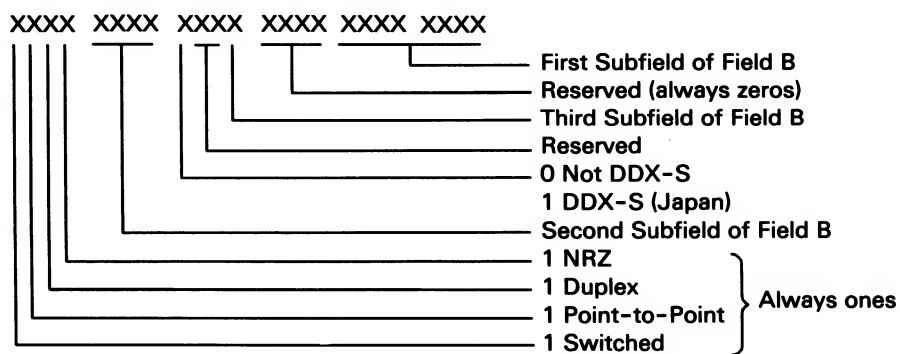 XXXX XXXX XXXX XXXX XXXX XXXX
First Subfield of Field B
Reserved (always zeros)
Third Subfield of Field B
Reserved
0 Not DDX-S
1 DDX-S (Japan)
Second Subfield of Field B
1 NRZ
1 Duplex
Always ones
1 Point-to-Point
1 Switched